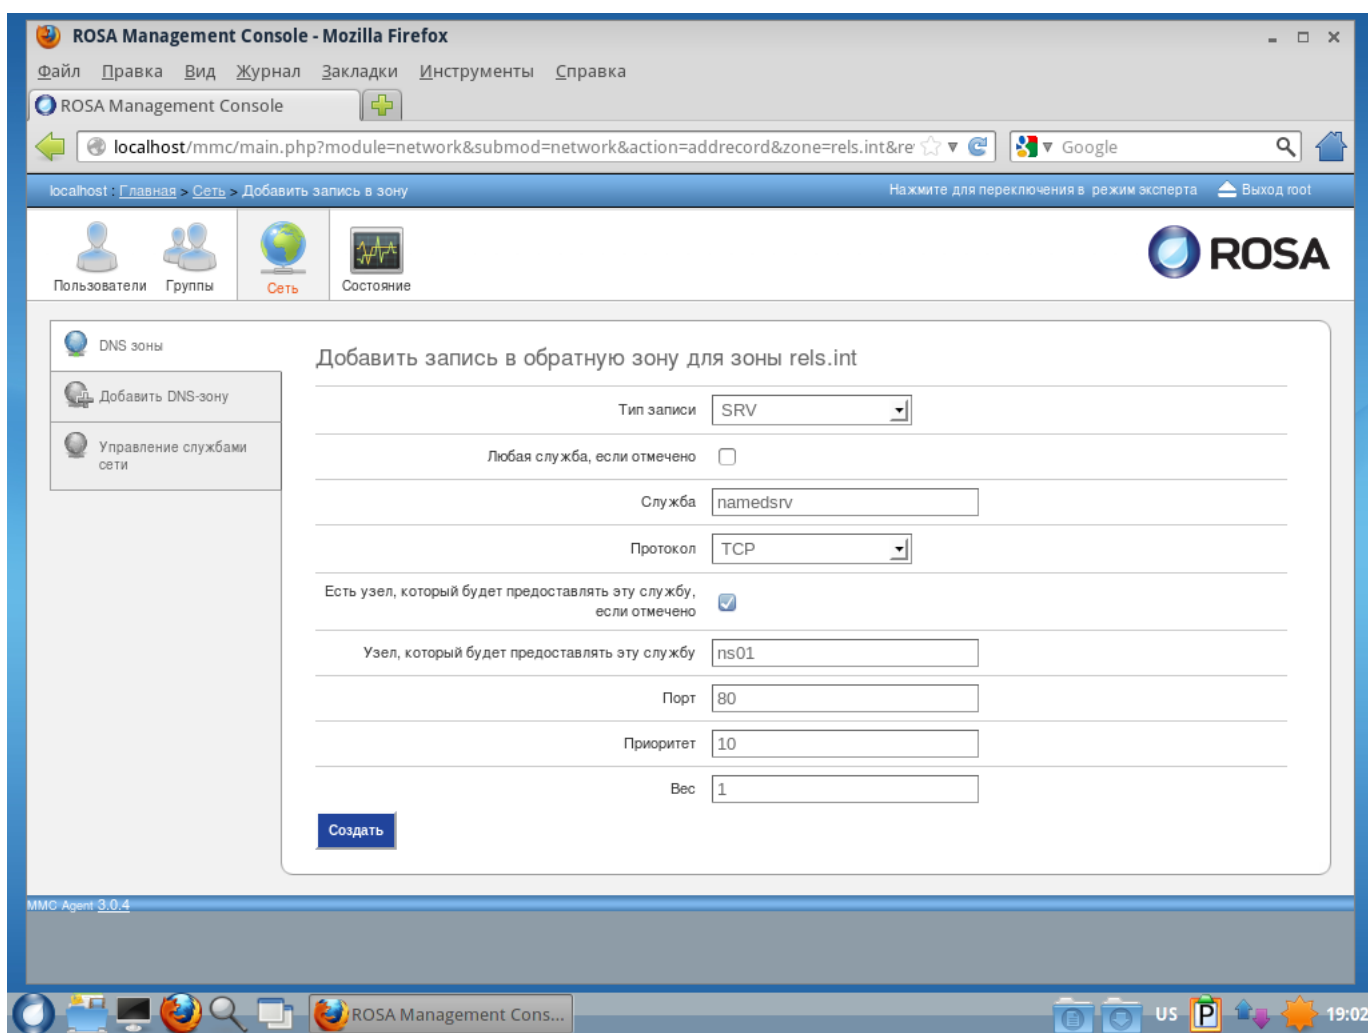 ROSA Management Console - Mozilla Firefox
Файл Правка Вид Журнал Закладки Инструменты Справка
ROSA Management Console
localhost/mmc/main.php?module=network&submod=network&action=addrecord&zone=rels.int&re
Google
localhost : Главная > Сеть > Добавить запись в зону
Нажмите для переключения в режим эксперта
Выход root
Пользователи
Группы
Сеть
Состояние
ROSA
DNS зоны
Добавить DNS-зону
Управление службами
сети
Добавить запись в обратную зону для зоны rels.int
Тип записи SRV
Любая служба, если отмечено
Служба namedsrv
Протокол TCP
Есть узел, который будет предоставлять эту службу,
если отмечено
Узел, который будет предоставлять эту службу ns01
Порт 80
Приоритет 10
Вес 1
Создать
MMC Agent 3.0.4
ROSA Management Cons...
US
P
19:02